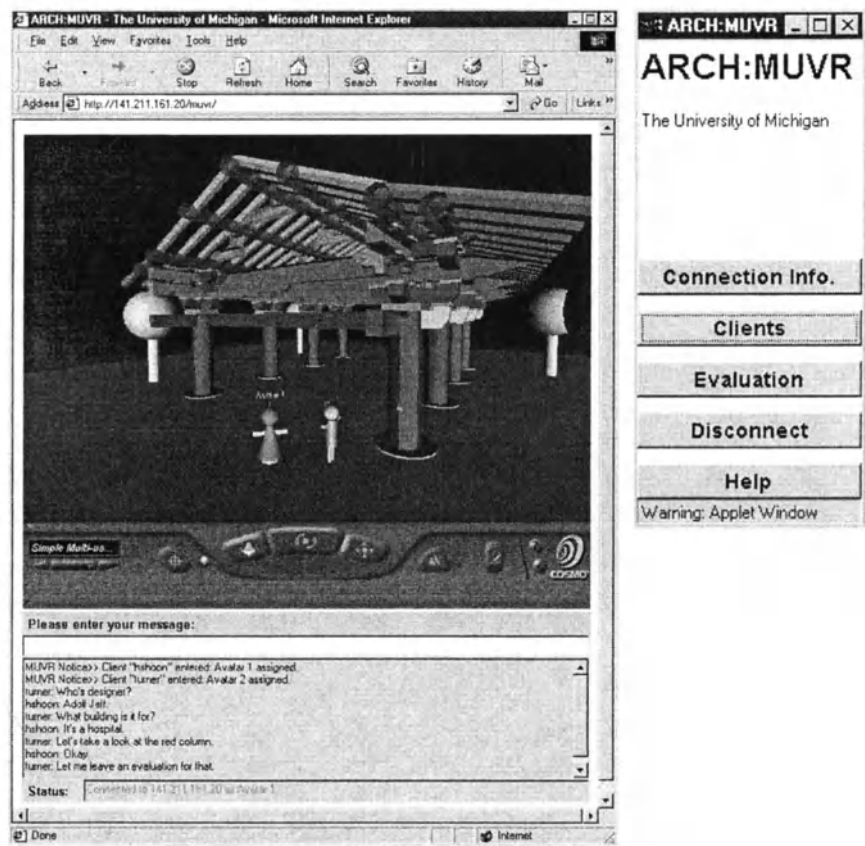 ARCH:MUVR - The University of Michigan - Microsoft Internet Explorer
File Edit View Favorites Tools Help
Back Stop Refresh Home Search Favorites History Mail
Address http://141.211.161.20/muvr/ Go Links
Avatar 1
Simple Multi-us...
COSMO
Please enter your message:
MUVR Notice>> Client "hshoon" entered: Avatar 1 assigned.
MUVR Notice>> Client "turner" entered: Avatar 2 assigned.
turner: Who's designer?
hshoon: Adolf Jelt.
turner: What building is it for?
hshoon: It's a hospital.
turner: Let's take a look at the red column.
hshoon: Okay.
turner: Let me leave an evaluation for that.
Status: Connected to 141.211.161.20 as Avatar 1
Done Internet
ARCH:MUVR
ARCH:MUVR
The University of Michigan
Connection Info.
Clients
Evaluation
Disconnect
Help
Warning: Applet Window